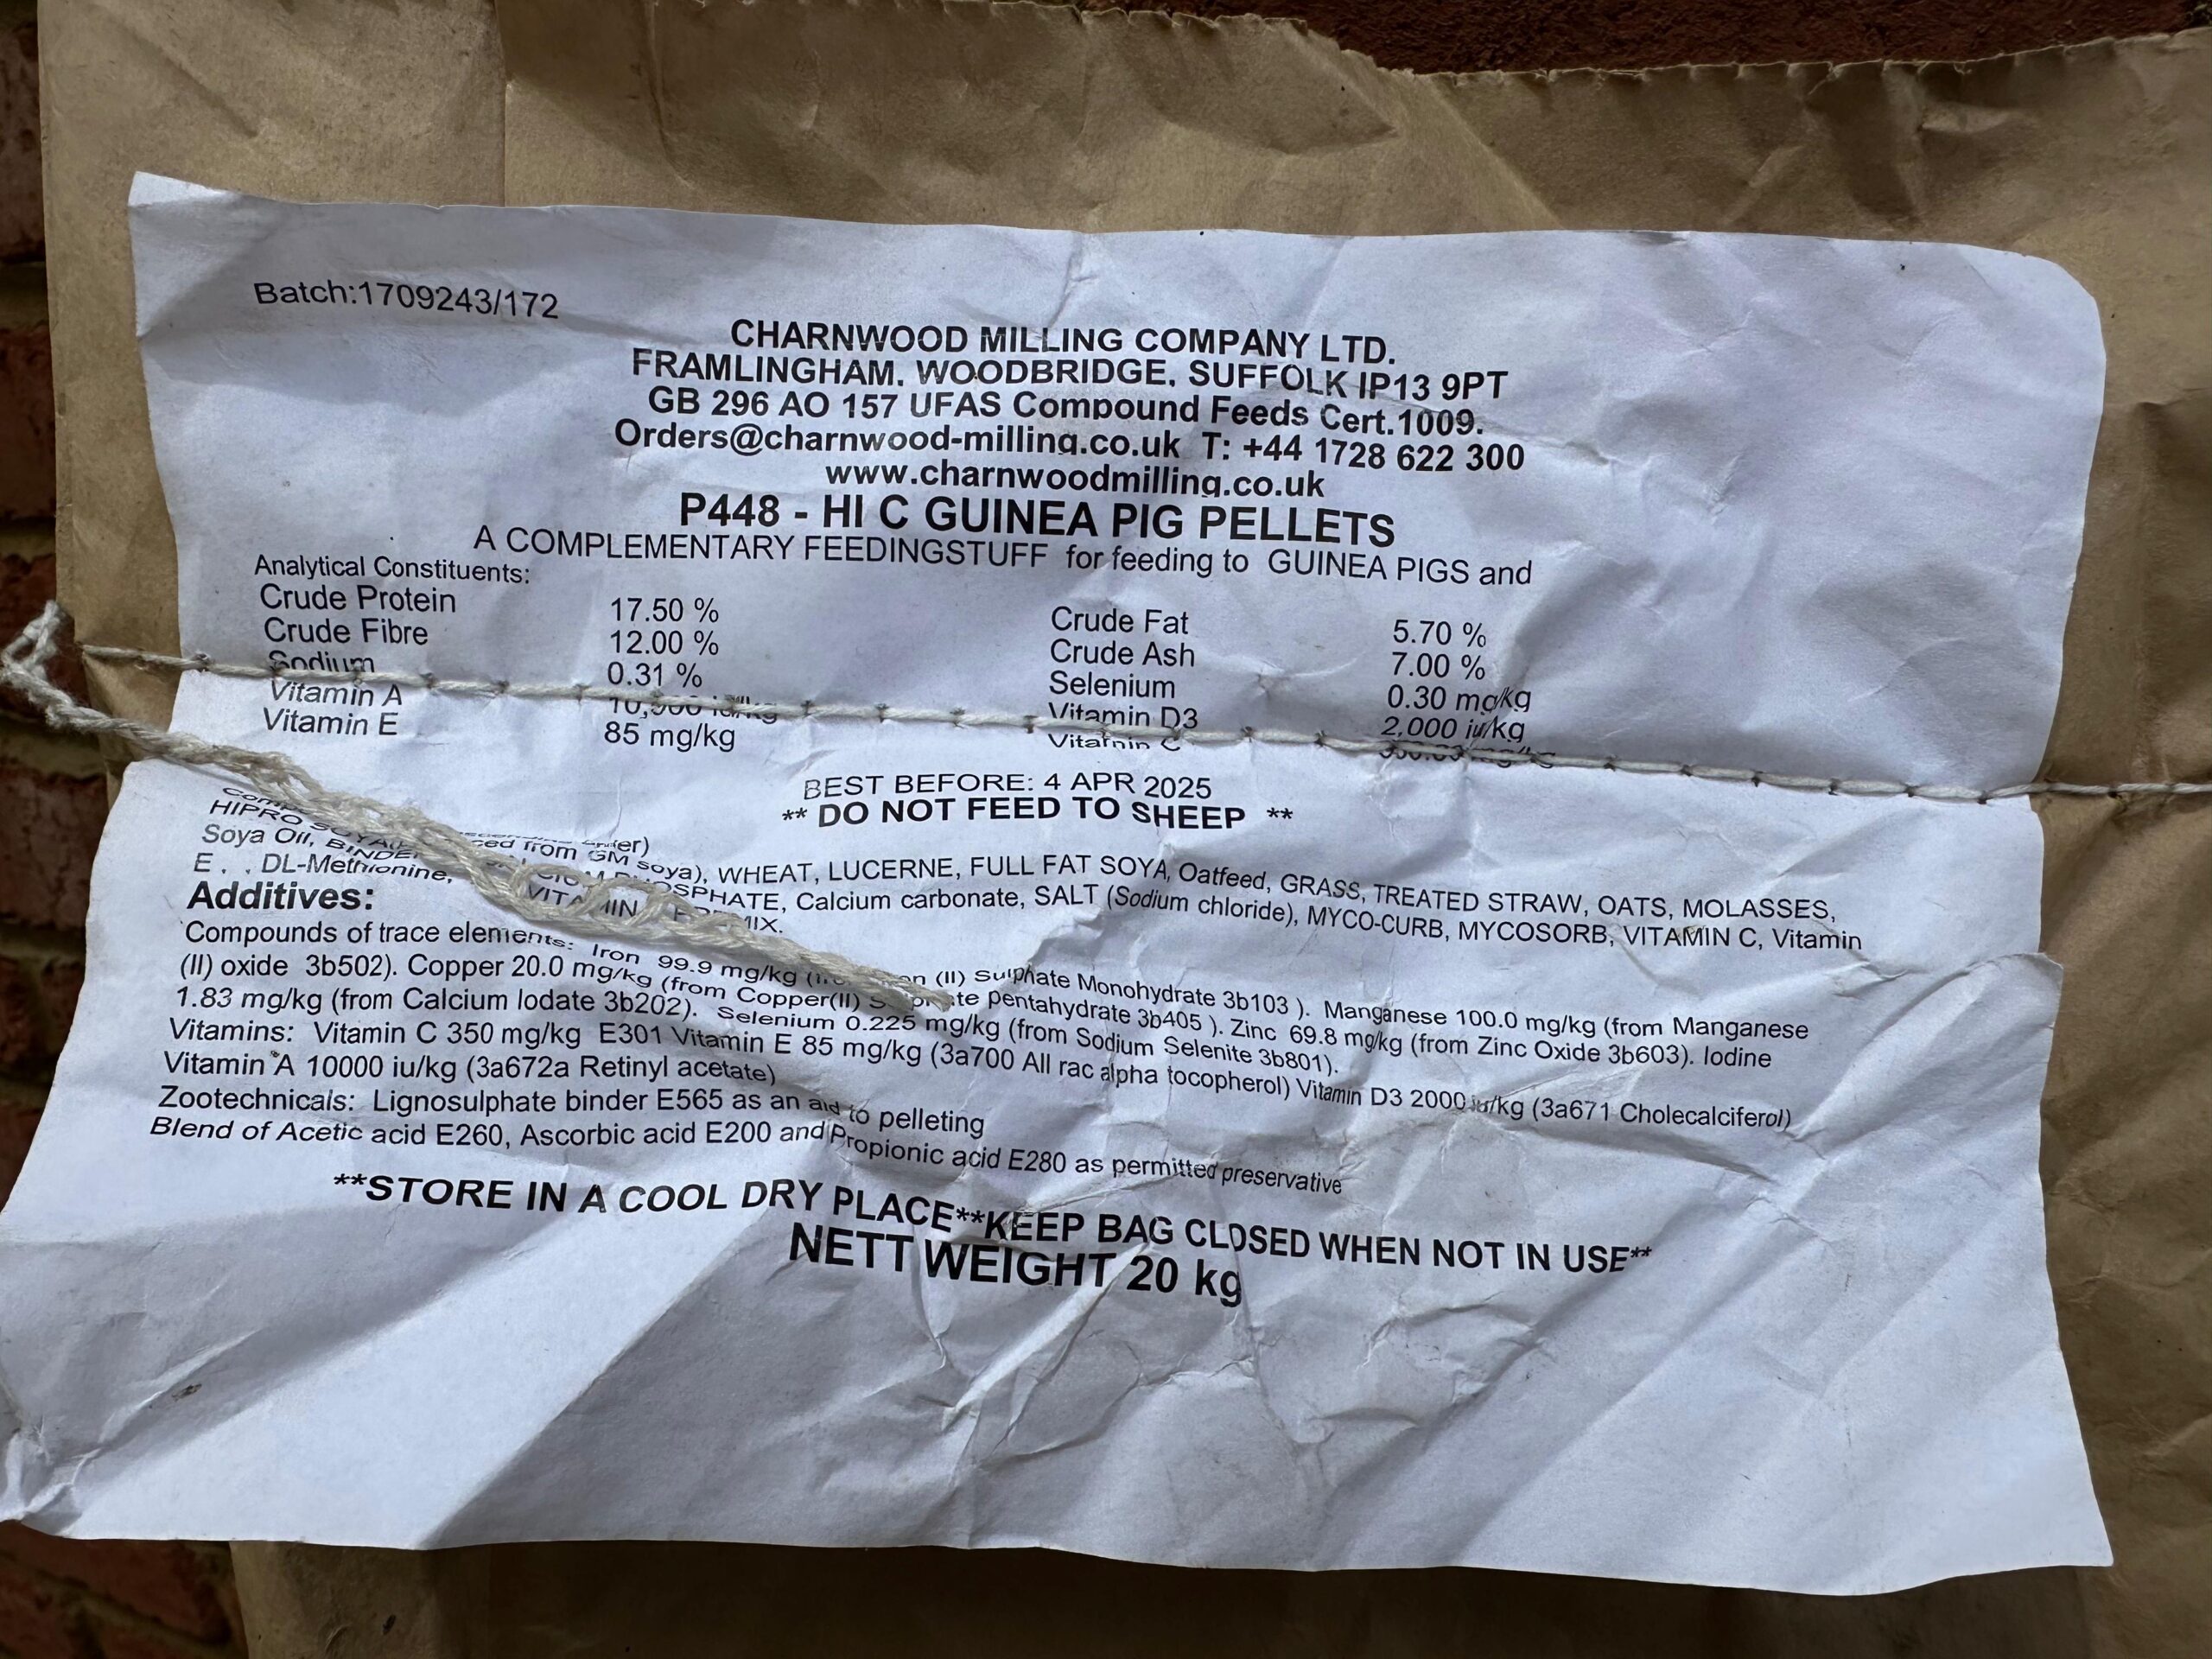 Batch:1709243/172
CHARNWOOD MILLING COMPANY LTD.
FRAMLINGHAM. WOODBRIDGE, SUFFOLK IP13 9PT
GB 296 AO 157 UFAS Compound Feeds Cert.1009.
Orders@charnwood-milling.co.uk T: +44 1728 622 300
www.charnwoodmilling.co.uk
P448 - HI C GUINEA PIG PELLETS
A COMPLEMENTARY FEEDINGSTUFF for feeding to GUINEA PIGS and
Analytical Constituents:
Crude Protein 17.50 % Crude Fat 5.70 %
Crude Fibre 12.00 % Crude Ash 7.00 %
Sodium 0.31 % Selenium 0.30 mg/kg
Vitamin A Vitamin D3 2,000 iu/kg
Vitamin E 85 mg/kg Vitamin C
BEST BEFORE: 4 APR 2025
** DO NOT FEED TO SHEEP **
HIPRO from GM soya), WHEAT, LUCERNE, FULL FAT SOYA, Oatfeed, GRASS, TREATED STRAW, OATS, MOLASSES,
Soya Oil, PHOSPHATE, Calcium carbonate, SALT (Sodium chloride), MYCO-CURB, MYCOSORB, VITAMIN C, Vitamin
E . , DL-Methionine, VITAMIN
Additives:
Compounds of trace elements: Iron 99.9 mg/kg (II) Sulphate Monohydrate 3b103 ). Manganese 100.0 mg/kg (from Manganese
(II) oxide 3b502). Copper 20.0 mg/kg (from Copper(II) Sulphate pentahydrate 3b405 ). Zinc 69.8 mg/kg (from Zinc Oxide 3b603). Iodine
1.83 mg/kg (from Calcium Iodate 3b202). Selenium 0.225 mg/kg (from Sodium Selenite 3b801).
Vitamins: Vitamin C 350 mg/kg E301 Vitamin E 85 mg/kg (3a700 All rac alpha tocopherol) Vitamin D3 2000 iu/kg (3a671 Cholecalciferol)
Vitamin A 10000 iu/kg (3a672a Retinyl acetate)
Zootechnicals: Lignosulphate binder E565 as an aid to pelleting
Blend of Acetic acid E260, Ascorbic acid E200 and Propionic acid E280 as permitted preservative
**STORE IN A COOL DRY PLACE**KEEP BAG CLOSED WHEN NOT IN USE**
NETT WEIGHT 20 kg